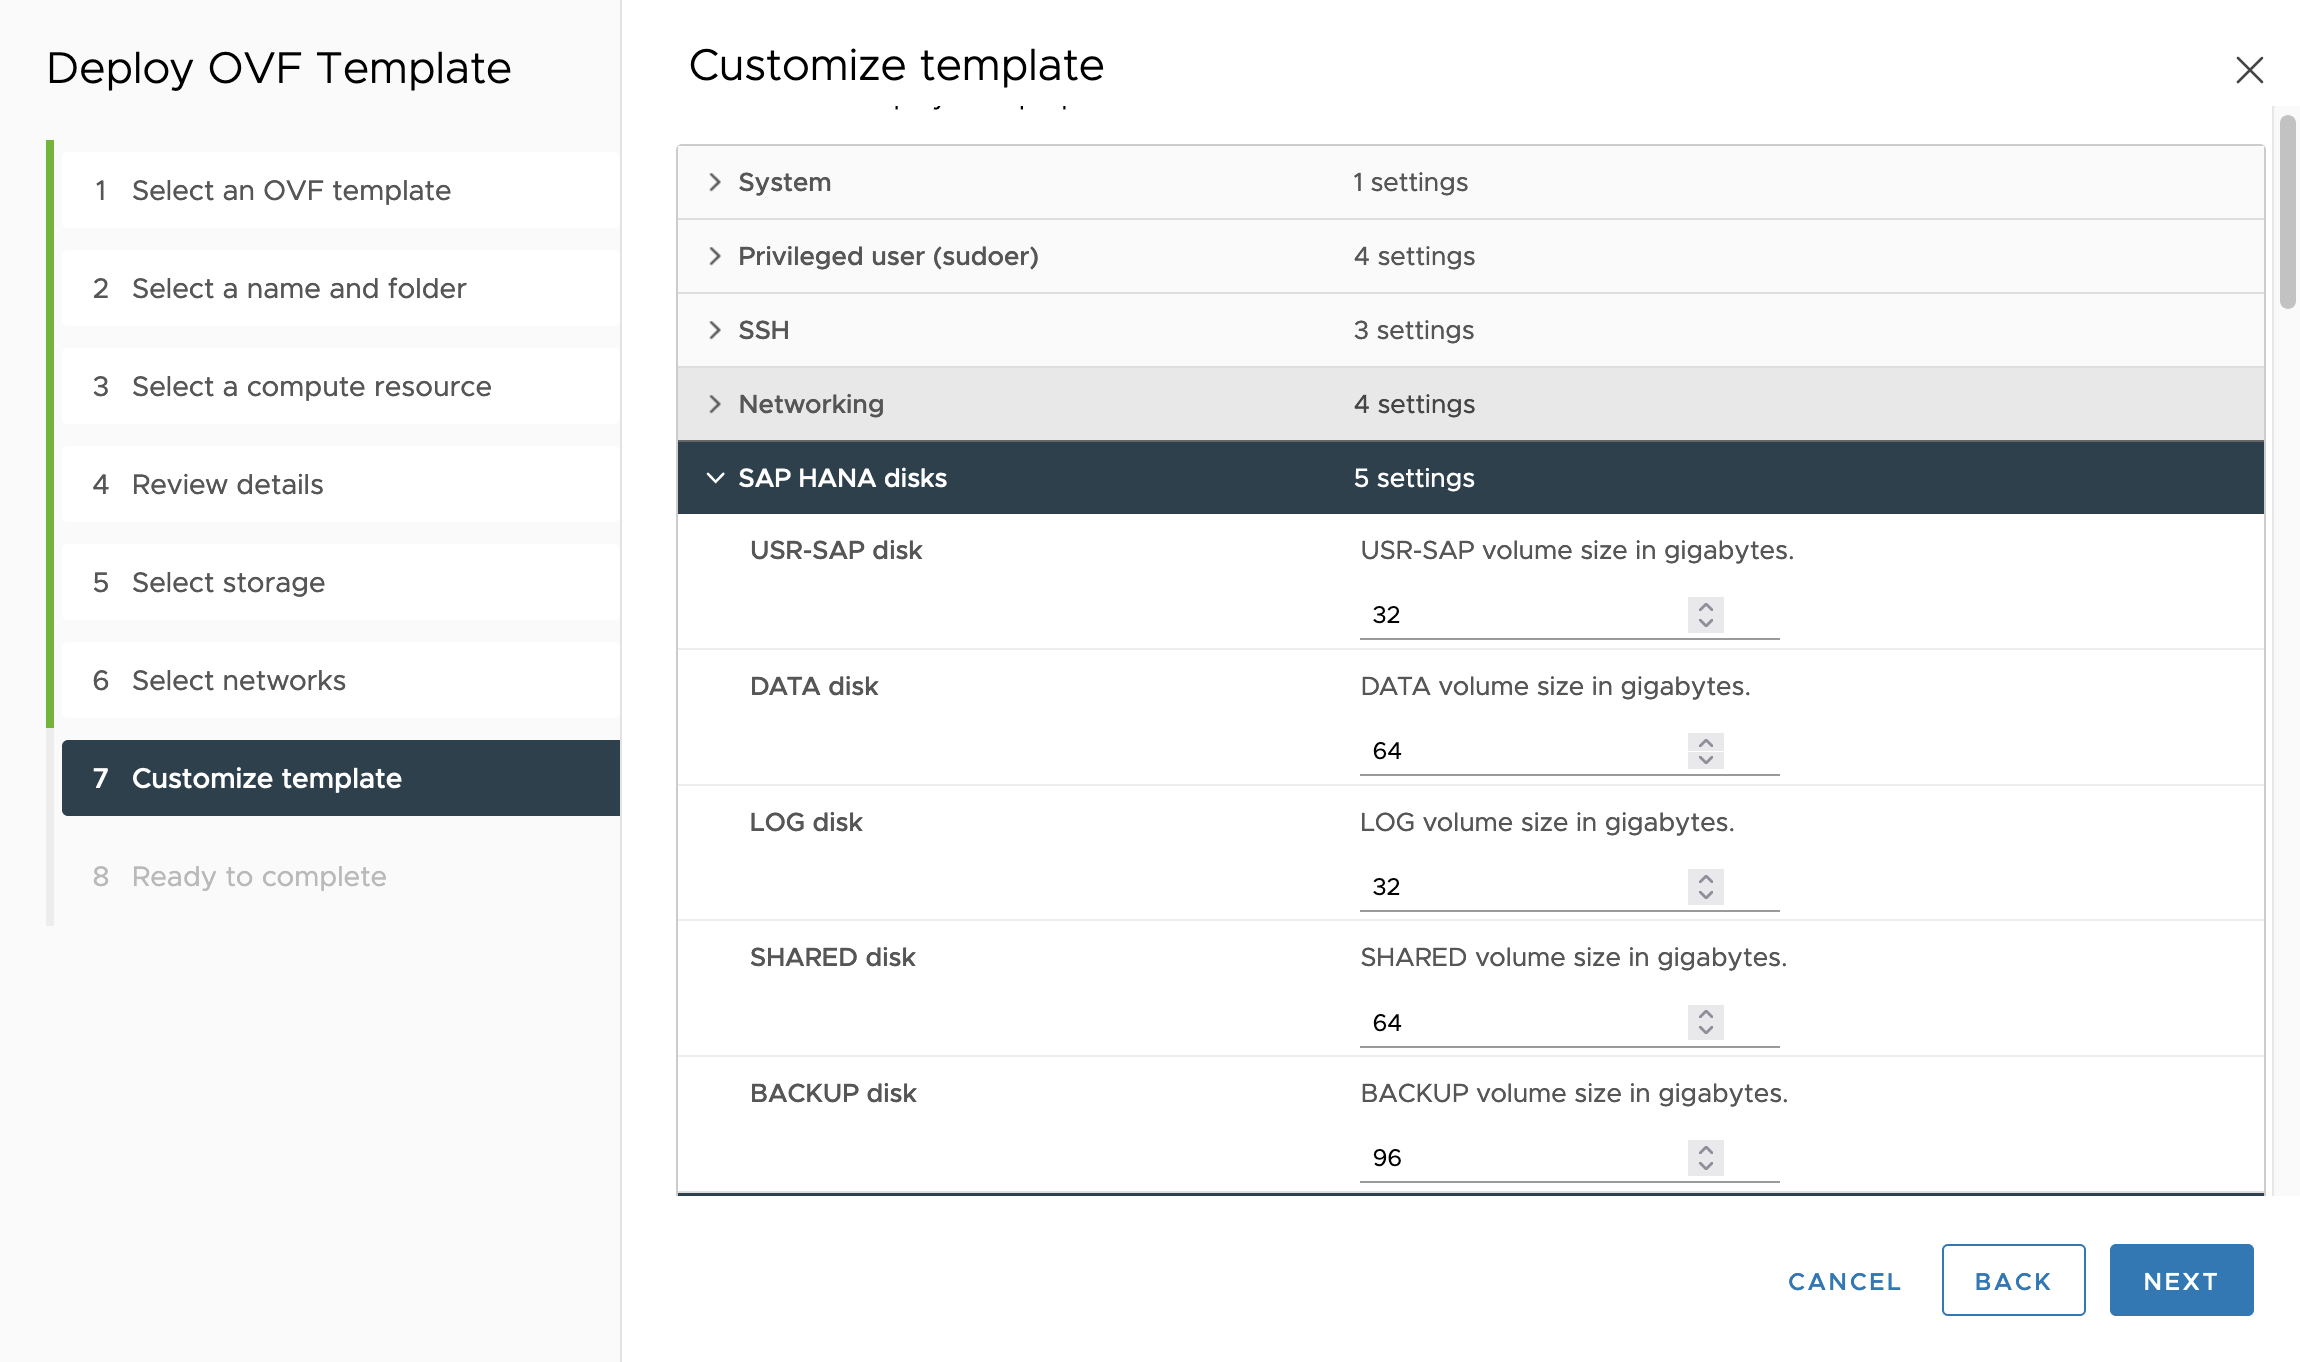 Deploy OVF Template
1 Select an OVF template
2 Select a name and folder
3 Select a compute resource
4 Review details
5 Select storage
6 Select networks
7 Customize template
8 Ready to complete
Customize template
System 1 settings
Privileged user (sudoer) 4 settings
SSH 3 settings
Networking 4 settings
SAP HANA disks 5 settings
USR-SAP disk USR-SAP volume size in gigabytes.
32
DATA disk DATA volume size in gigabytes.
64
LOG disk LOG volume size in gigabytes.
32
SHARED disk SHARED volume size in gigabytes.
64
BACKUP disk BACKUP volume size in gigabytes.
96
CANCEL BACK NEXT